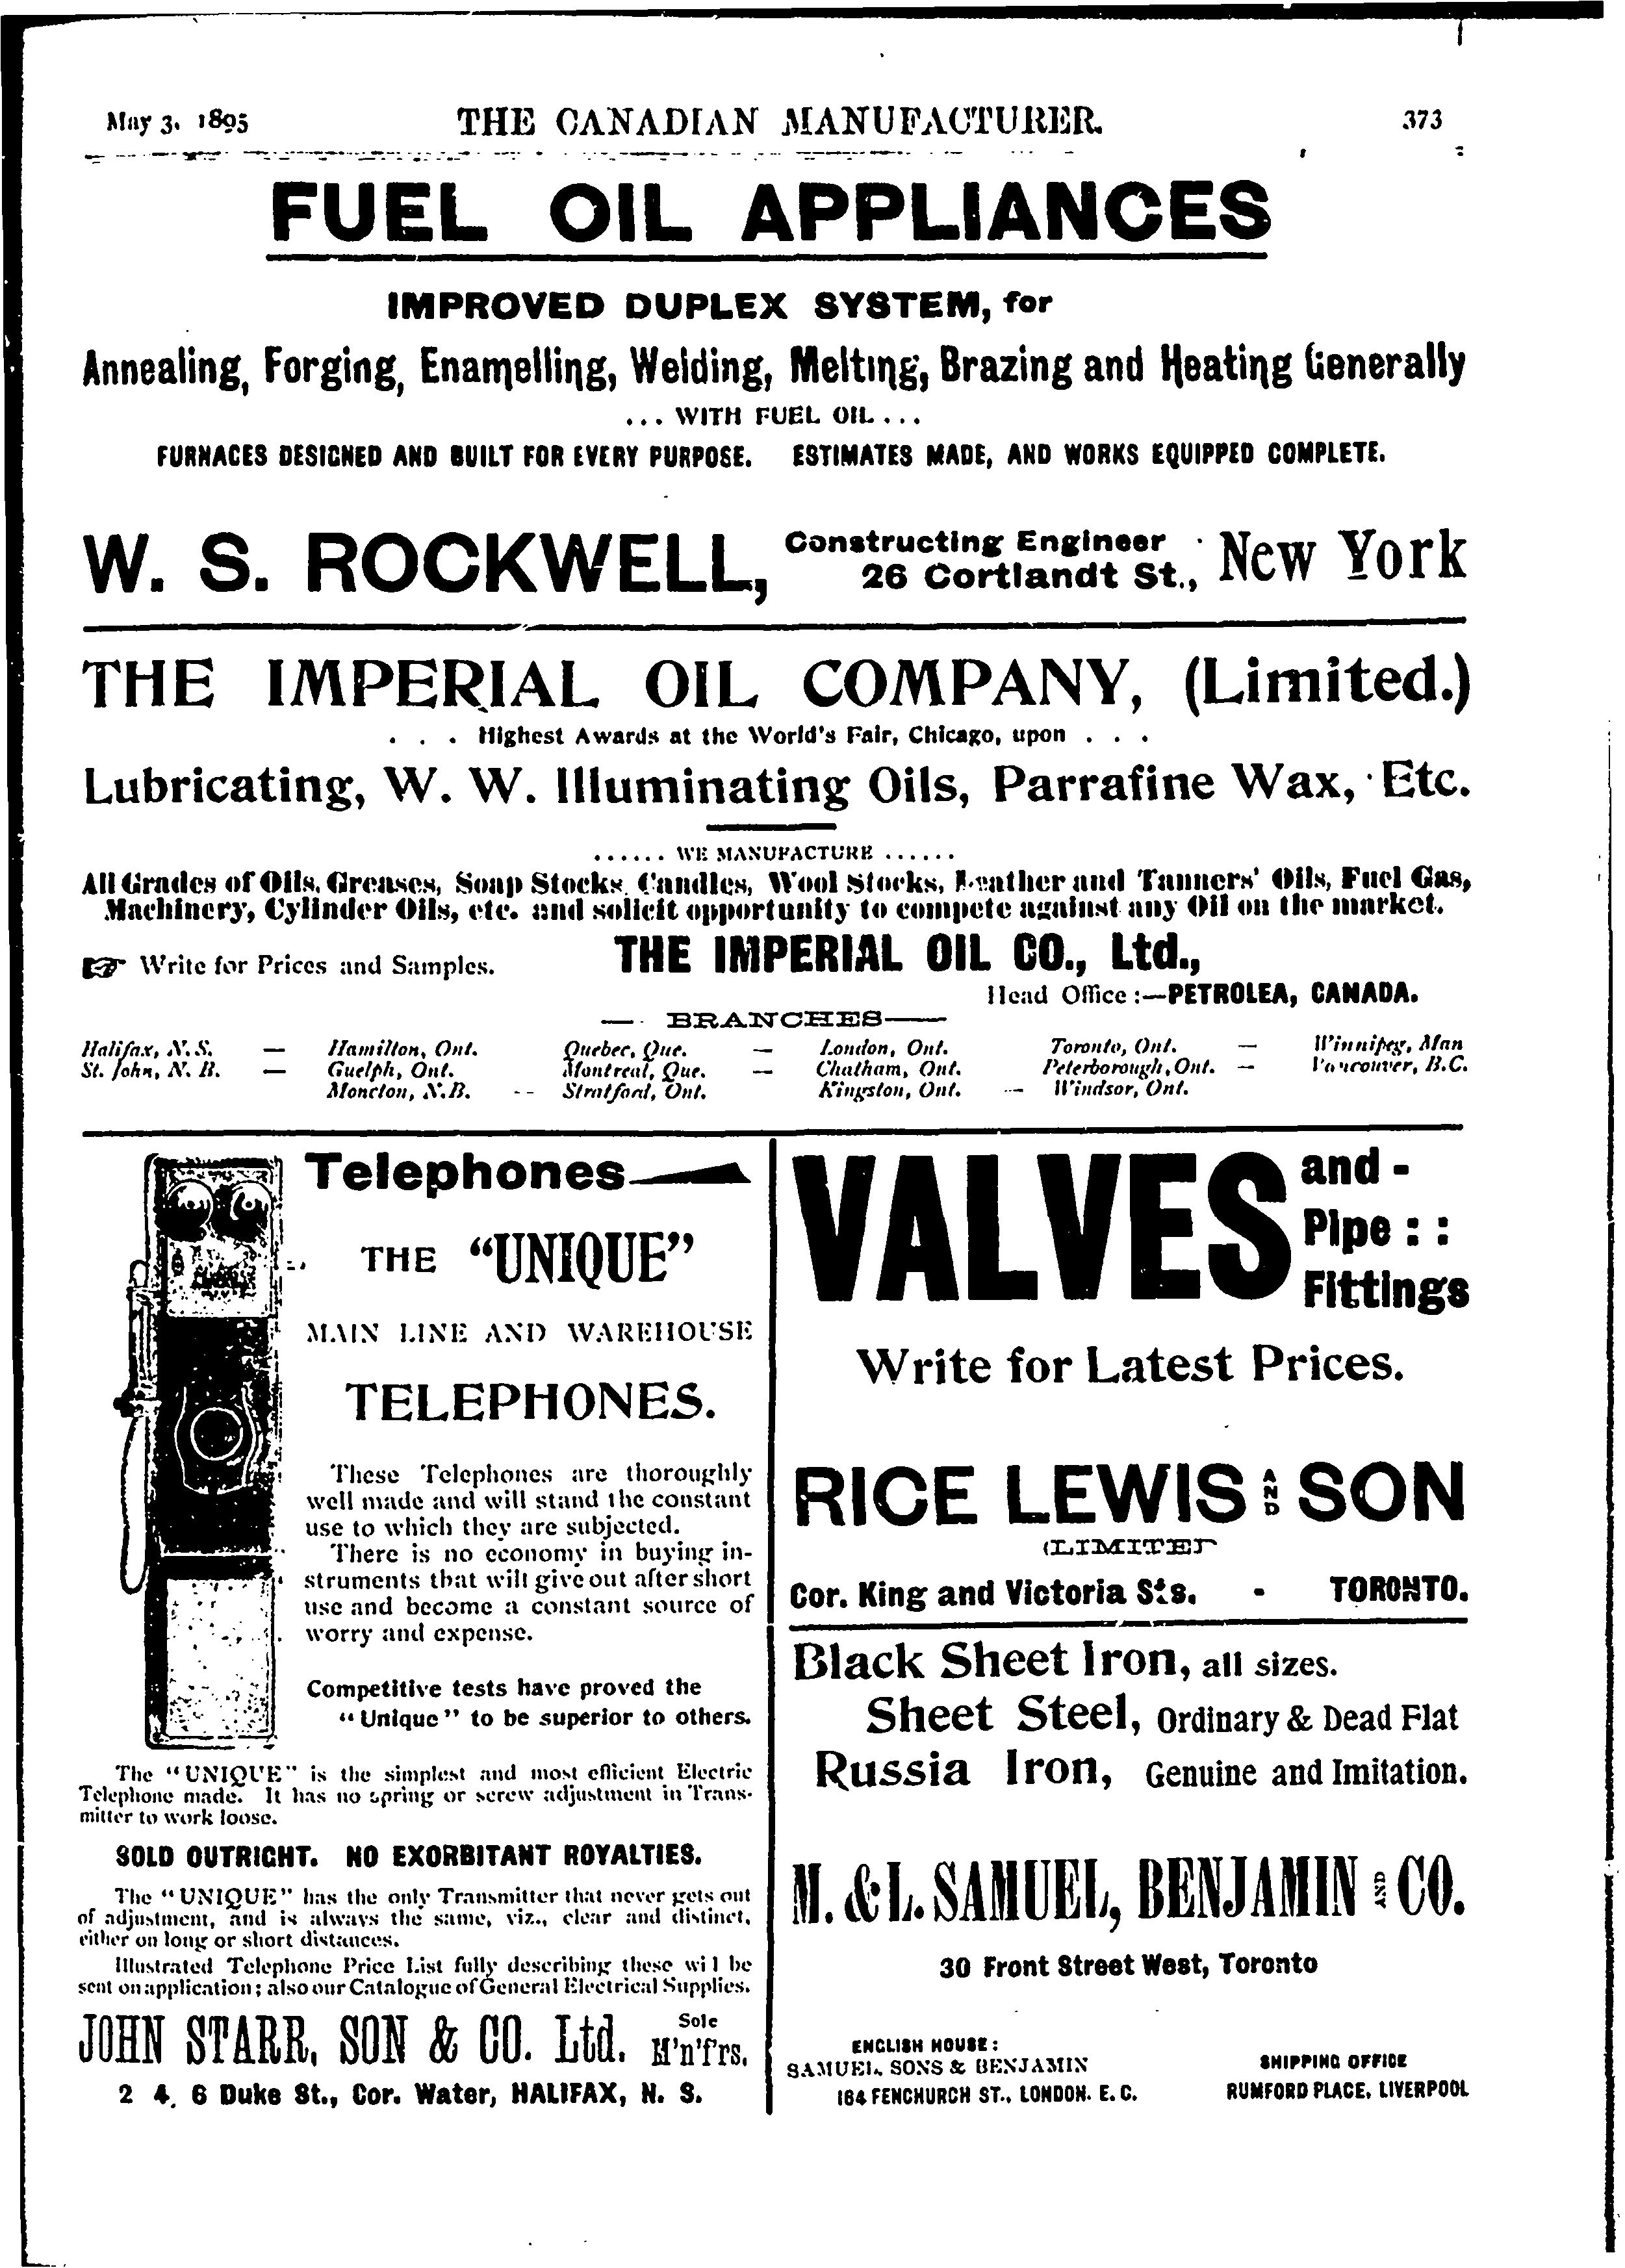 May 3, 1895 THE CANADIAN MANUFACTURER. 373
FUEL OIL APPLIANCES
IMPROVED DUPLEX SYSTEM, for
Annealing, Forging, Enamelling, Welding, Melting, Brazing and Heating Generally
... WITH FUEL OIL ...
FURNACES DESIGNED AND BUILT FOR EVERY PURPOSE. ESTIMATES MADE, AND WORKS EQUIPPED COMPLETE.
W. S. ROCKWELL, Constructing Engineer
26 Cortlandt St., New York
THE IMPERIAL OIL COMPANY, (Limited.)
. . . Highest Awards at the World's Fair, Chicago, upon . . .
Lubricating, W. W. Illuminating Oils, Parrafine Wax, Etc.
...... WE MANUFACTURE ......
All Grades of Oils, Greases, Soap Stocks, Candles, Wool Stocks, Leather and Tanners' Oils, Fuel Gas,
Machinery, Cylinder Oils, etc. and solicit opportunity to compete against any Oil on the market.
☞ Write for Prices and Samples. THE IMPERIAL OIL CO., Ltd.,
Head Office :—PETROLEA, CANADA.
— BRANCHES —
Halifax, N.S. — Hamilton, Ont. Quebec, Que. — London, Ont. Toronto, Ont. — Winnipeg, Man
St. John, N. B. — Guelph, Ont. Montreal, Que. — Chatham, Ont. Peterborough, Ont. — Vancouver, B.C.
Moncton, N.B. -- Stratford, Ont. Kingston, Ont. — Windsor, Ont.
Telephones
THE "UNIQUE"
MAIN LINE AND WAREHOUSE
TELEPHONES.
These Telephones are thoroughly
well made and will stand the constant
use to which they are subjected.
There is no economy in buying in-
struments that will give out after short
use and become a constant source of
worry and expense.
Competitive tests have proved the
"Unique" to be superior to others.
The "UNIQUE" is the simplest and most efficient Electric
Telephone made. It has no spring or screw adjustment in Trans-
mitter to work loose.
SOLD OUTRIGHT. NO EXORBITANT ROYALTIES.
The "UNIQUE" has the only Transmitter that never gets out
of adjustment, and is always the same, viz., clear and distinct,
either on long or short distances.
Illustrated Telephone Price List fully describing these wi l be
sent on application; also our Catalogue of General Electrical Supplies.
JOHN STARR, SON & CO. Ltd. Sole
M'n'f'rs.
2 4, 6 Duke St., Cor. Water, HALIFAX, N. S.
VALVES and -
Pipe : :
Fittings
Write for Latest Prices.
RICE LEWIS AND SON
(LIMITED
Cor. King and Victoria Sts. - TORONTO.
Black Sheet Iron, all sizes.
Sheet Steel, Ordinary & Dead Flat
Russia Iron, Genuine and Imitation.
M. & L. SAMUEL, BENJAMIN AND CO.
30 Front Street West, Toronto
ENGLISH HOUSE:
SAMUEL, SONS & BENJAMIN
164 FENCHURCH ST., LONDON. E. C.
SHIPPING OFFICE
RUMFORD PLACE, LIVERPOOL